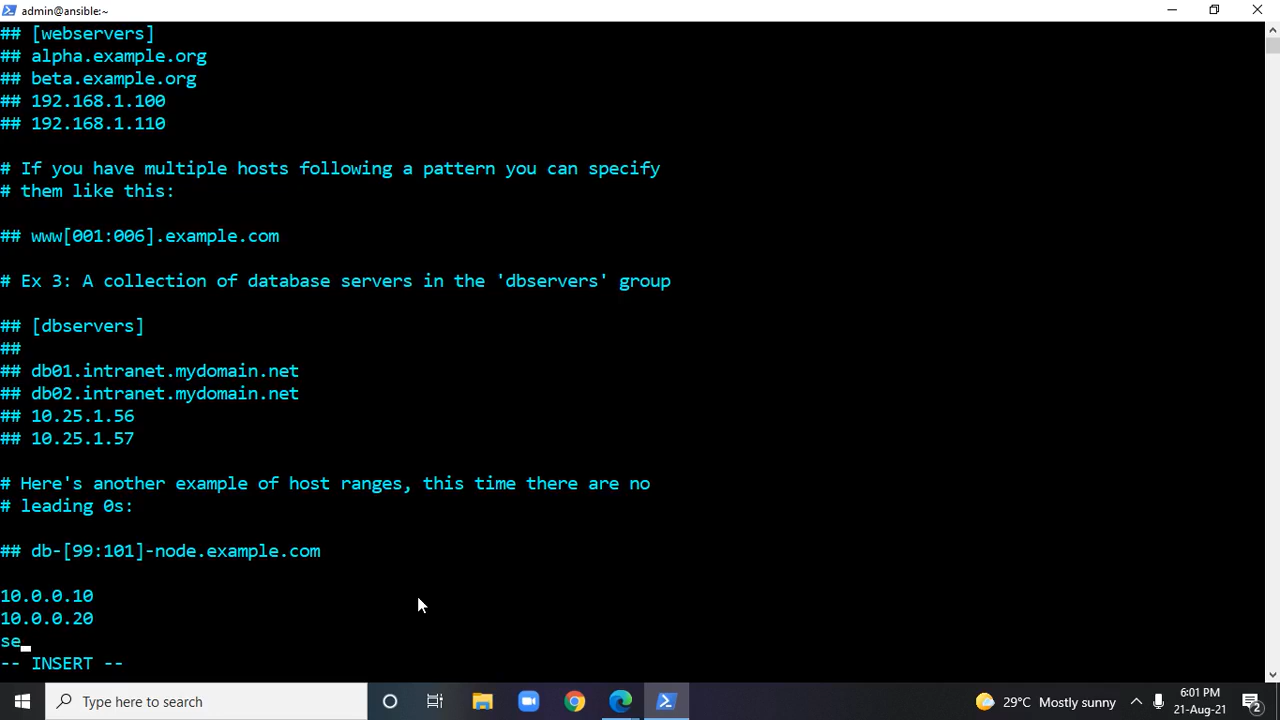 admin@ansible:~
## [webservers]
## alpha.example.org
## beta.example.org
## 192.168.1.100
## 192.168.1.110
# If you have multiple hosts following a pattern you can specify
# them like this:
## www[001:006].example.com
# Ex 3: A collection of database servers in the 'dbservers' group
## [dbservers]
##
## db01.intranet.mydomain.net
## db02.intranet.mydomain.net
## 10.25.1.56
## 10.25.1.57
# Here's another example of host ranges, this time there are no
# leading 0s:
## db-[99:101]-node.example.com
10.0.0.10
10.0.0.20
se
-- INSERT --
Type here to search
29°C Mostly sunny
6:01 PM
21-Aug-21
2